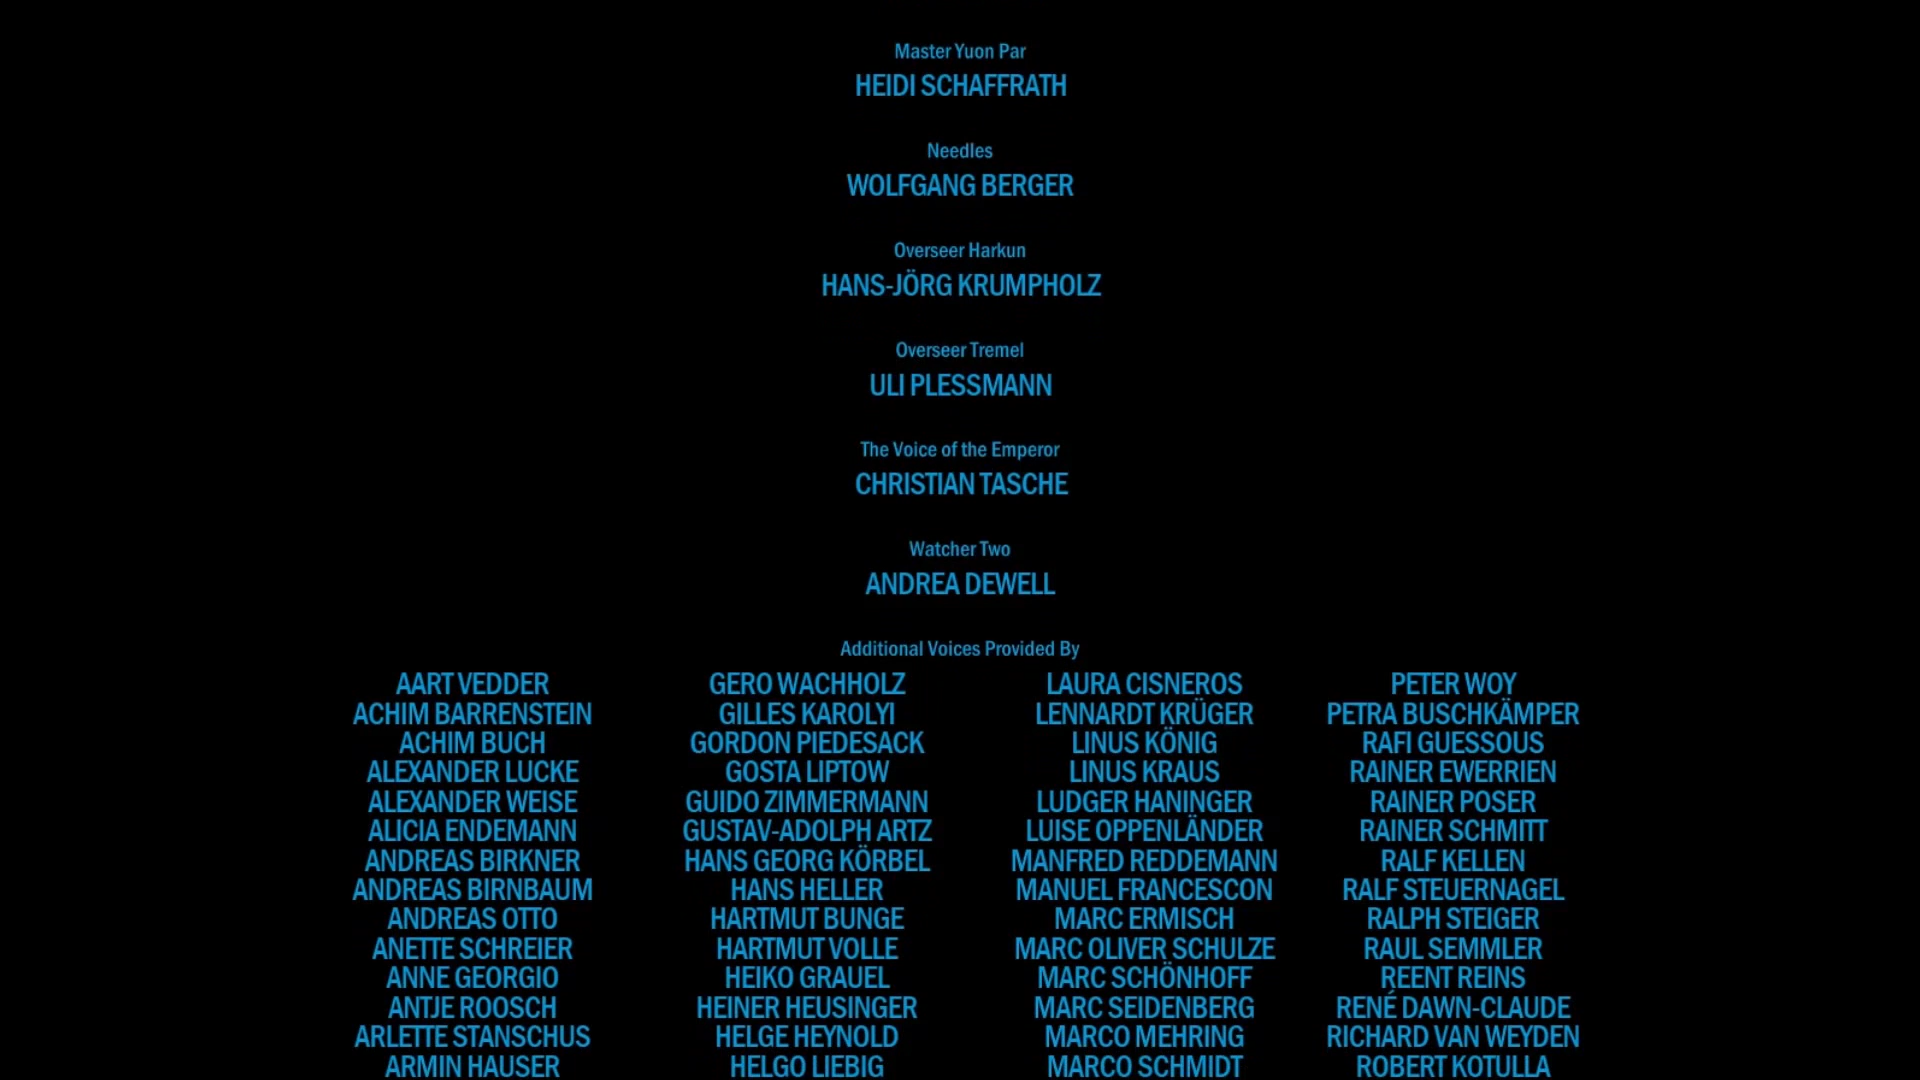 Master Yuon Par
HEIDI SCHAFFRATH
Needles
WOLFGANG BERGER
Overseer Harkun
HANS-JÖRG KRUMPHOLZ
Overseer Tremel
ULI PLESSMANN
The Voice of the Emperor
CHRISTIAN TASCHE
Watcher Two
ANDREA DEWELL
Additional Voices Provided By
AART VEDDER
ACHIM BARRENSTEIN
ACHIM BUCH
ALEXANDER LUCKE
ALEXANDER WEISE
ALICIA ENDEMANN
ANDREAS BIRKNER
ANDREAS BIRNBAUM
ANDREAS OTTO
ANETTE SCHREIER
ANNE GEORGIO
ANTJE ROOSCH
ARLETTE STANSCHUS
ARMIN HAUSER
GERO WACHHOLZ
GILLES KAROLYI
GORDON PIEDESACK
GOSTA LIPTOW
GUIDO ZIMMERMANN
GUSTAV-ADOLPH ARTZ
HANS GEORG KÖRBEL
HANS HELLER
HARTMUT BUNGE
HARTMUT VOLLE
HEIKO GRAUEL
HEINER HEUSINGER
HELGE HEYNOLD
HELGO LIEBIG
LAURA CISNEROS
LENNARDT KRÜGER
LINUS KÖNIG
LINUS KRAUS
LUDGER HANINGER
LUISE OPPENLÄNDER
MANFRED REDDEMANN
MANUEL FRANCESCON
MARC ERMISCH
MARC OLIVER SCHULZE
MARC SCHÖNHOFF
MARC SEIDENBERG
MARCO MEHRING
MARCO SCHMIDT
PETER WOY
PETRA BUSCHKÄMPER
RAFI GUESSOUS
RAINER EWERRIEN
RAINER POSER
RAINER SCHMITT
RALF KELLEN
RALF STEUERNAGEL
RALPH STEIGER
RAUL SEMMLER
REENT REINS
RENÉ DAWN-CLAUDE
RICHARD VAN WEYDEN
ROBERT KOTULLA